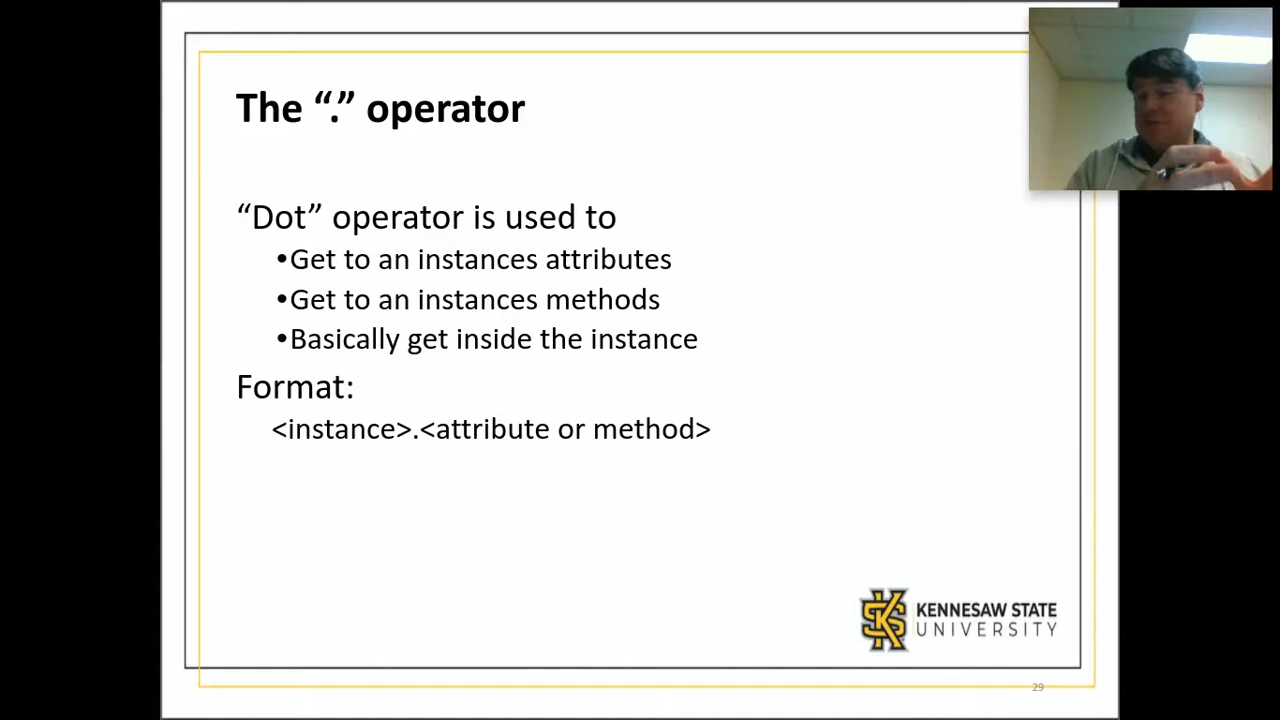 The “.” operator
“Dot” operator is used to
•Get to an instances attributes
•Get to an instances methods
•Basically get inside the instance
Format:
<instance>.<attribute or method>
KENNESAW STATE
UNIVERSITY
29